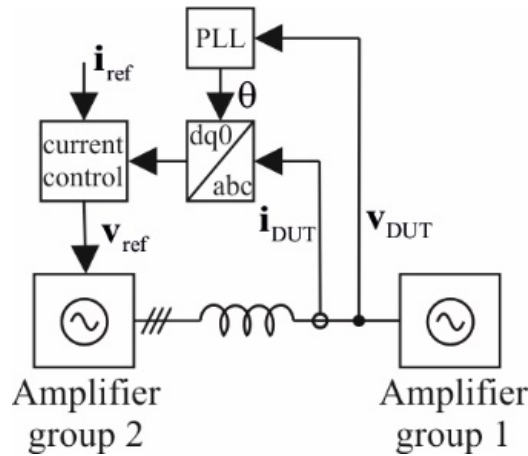 PLL
i_ref
θ
current
control
dq0
abc
i_DUT
v_DUT
v_ref
Amplifier
group 2
Amplifier
group 1